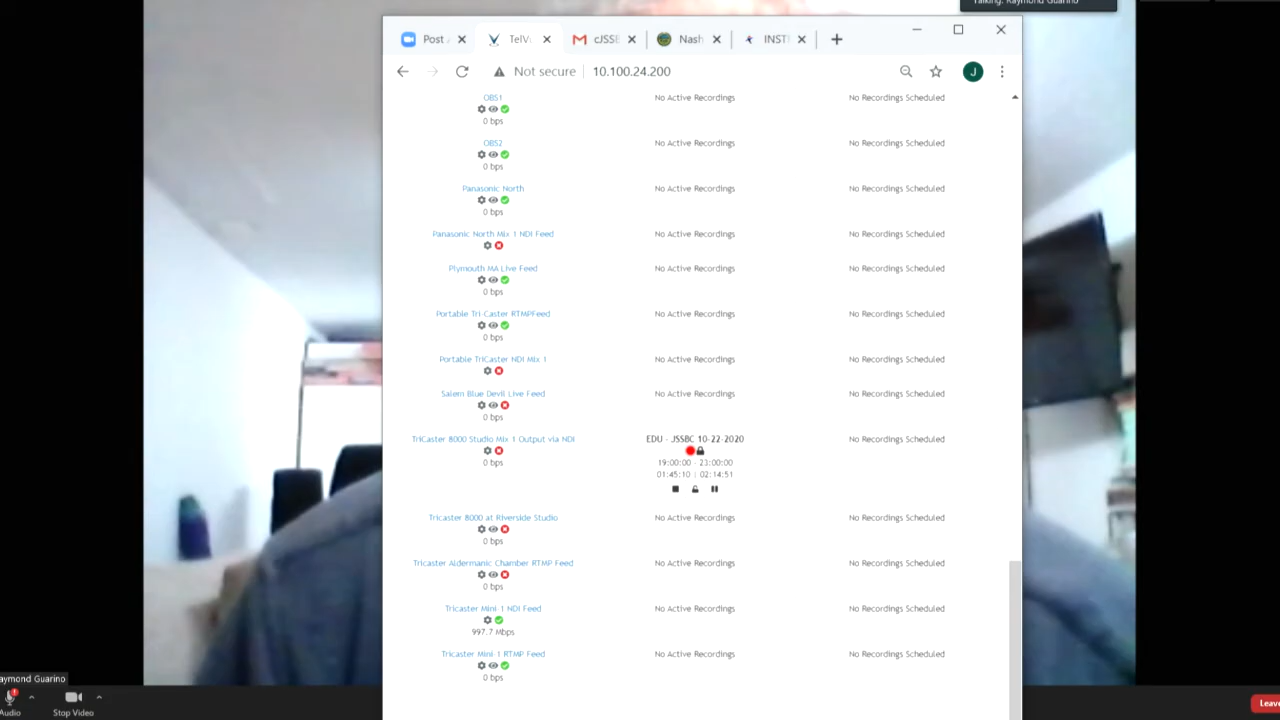 Talking: Raymond Guarino
Post
TelV
cJSSB
Nash
INSTR
Not secure
10.100.24.200
J
OBS1
No Active Recordings
No Recordings Scheduled
0 bps
OBS2
No Active Recordings
No Recordings Scheduled
0 bps
Panasonic North
No Active Recordings
No Recordings Scheduled
0 bps
Panasonic North Mix 1 NDI Feed
No Active Recordings
No Recordings Scheduled
Plymouth MA Live Feed
No Active Recordings
No Recordings Scheduled
0 bps
Portable Tri-Caster RTMPFeed
No Active Recordings
No Recordings Scheduled
0 bps
Portable TriCaster NDI Mix 1
No Active Recordings
No Recordings Scheduled
Salem Blue Devil Live Feed
No Active Recordings
No Recordings Scheduled
0 bps
TriCaster 8000 Studio Mix 1 Output via NDI
EDU - JSSBC 10-22-2020
No Recordings Scheduled
0 bps
19:00:00 - 23:00:00
01:45:10 | 02:14:51
Tricaster 8000 at Riverside Studio
No Active Recordings
No Recordings Scheduled
0 bps
Tricaster Aldermanic Chamber RTMP Feed
No Active Recordings
No Recordings Scheduled
0 bps
Tricaster Mini-1 NDI Feed
No Active Recordings
No Recordings Scheduled
997.7 Mbps
Tricaster Mini-1 RTMP Feed
No Active Recordings
No Recordings Scheduled
0 bps
aymond Guarino
Audio
Stop Video
Leave